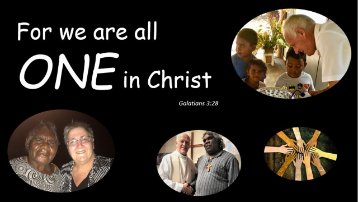 For we are all
ONE in Christ
Galatians 3:28